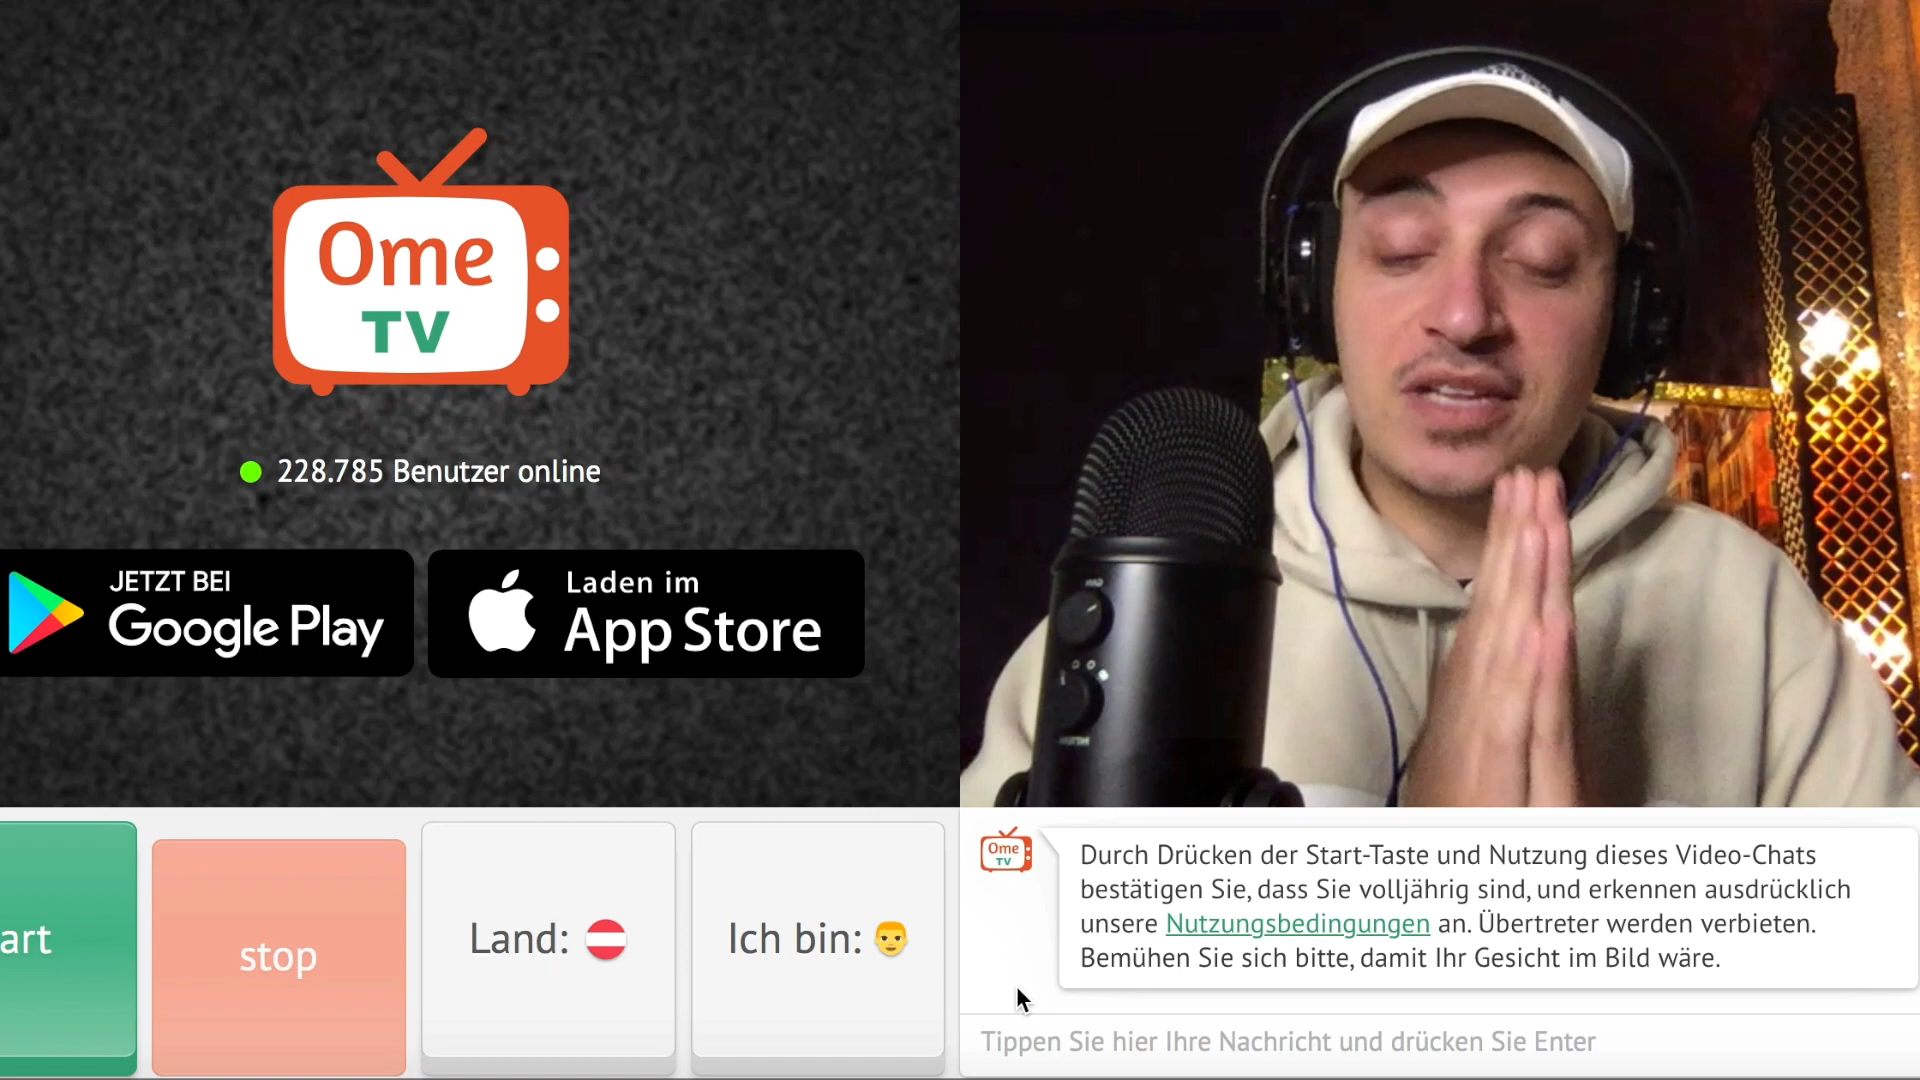 Ome
TV
228.785 Benutzer online
JETZT BEI
Google Play
Laden im
App Store
art
stop
Land:
Ich bin:
Ome
TV
Durch Drücken der Start-Taste und Nutzung dieses Video-Chats
bestätigen Sie, dass Sie volljährig sind, und erkennen ausdrücklich
unsere Nutzungsbedingungen an. Übertreter werden verbieten.
Bemühen Sie sich bitte, damit Ihr Gesicht im Bild wäre.
Tippen Sie hier Ihre Nachricht und drücken Sie Enter